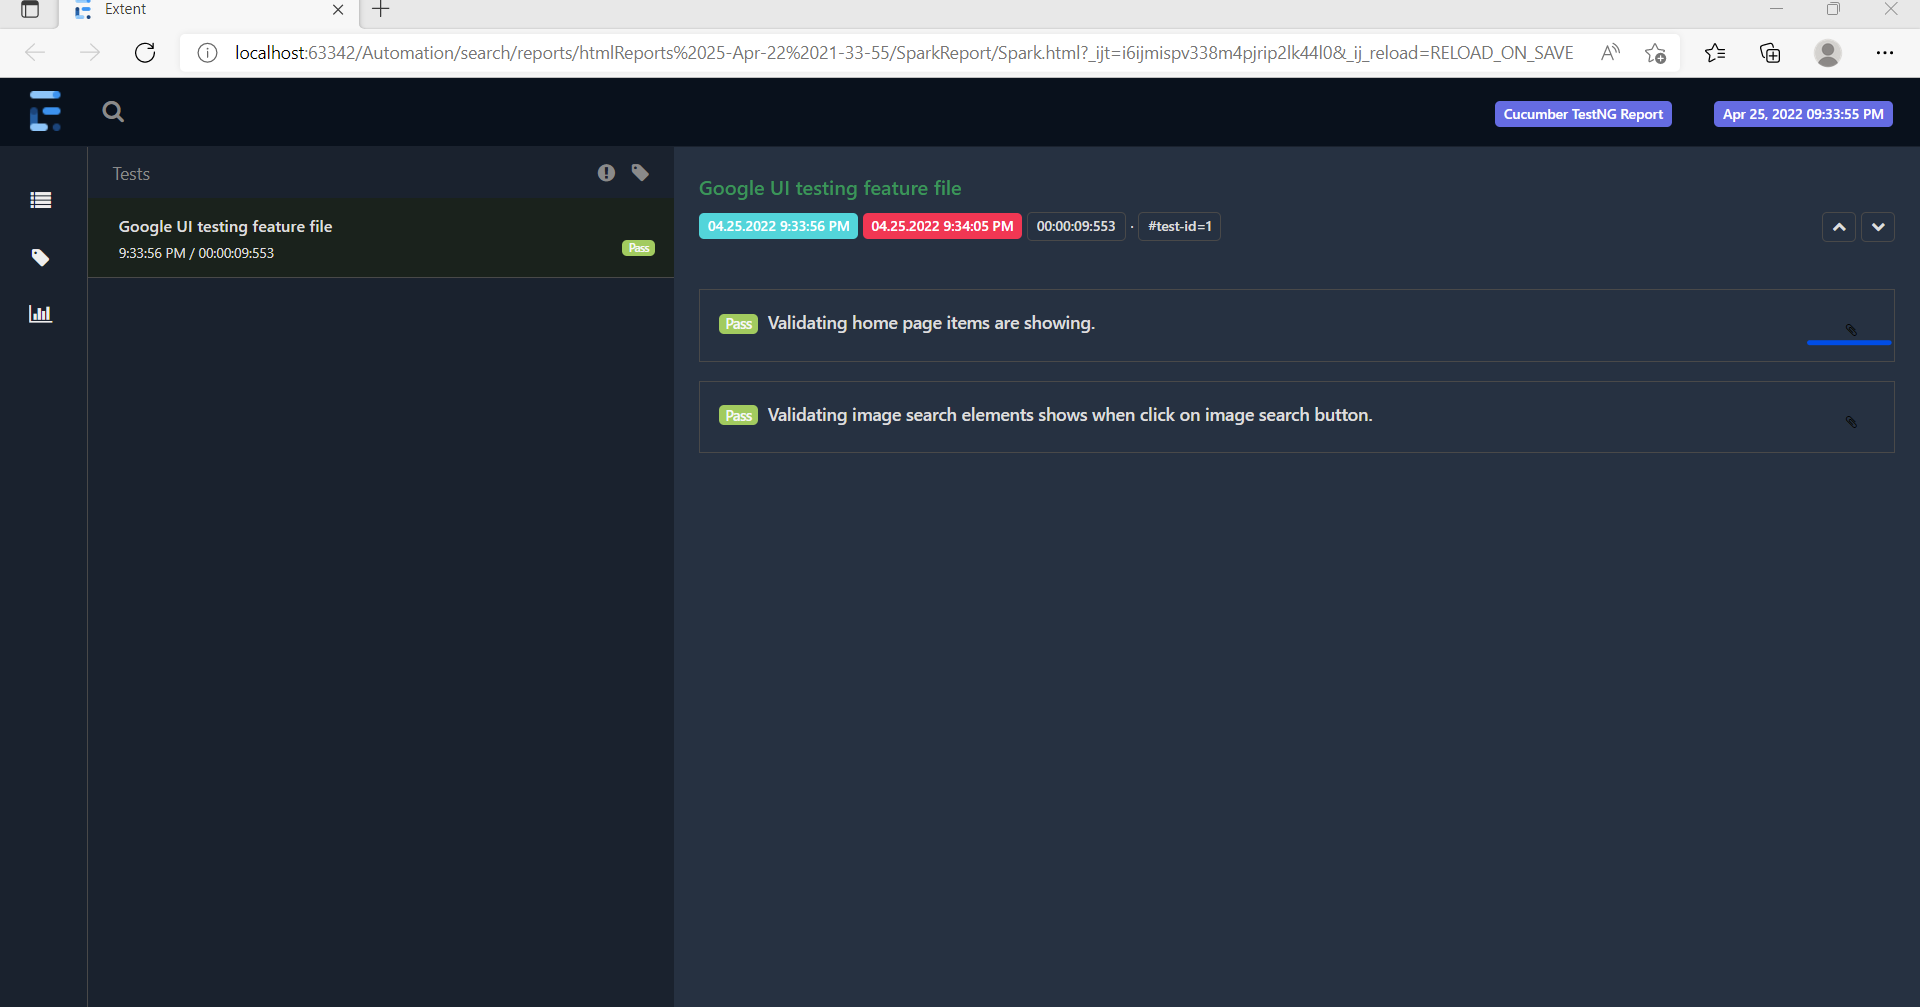 Extent
localhost:63342/Automation/search/reports/htmlReports%2025-Apr-22%2021-33-55/SparkReport/Spark.html?_ijt=i6ijmispv338m4pjrip2lk44l0&_ij_reload=RELOAD_ON_SAVE
Cucumber TestNG Report
Apr 25, 2022 09:33:55 PM
Tests
Google UI testing feature file
9:33:56 PM / 00:00:09:553
Pass
Google UI testing feature file
04.25.2022 9:33:56 PM 04.25.2022 9:34:05 PM 00:00:09:553 · #test-id=1
Pass Validating home page items are showing.
Pass Validating image search elements shows when click on image search button.